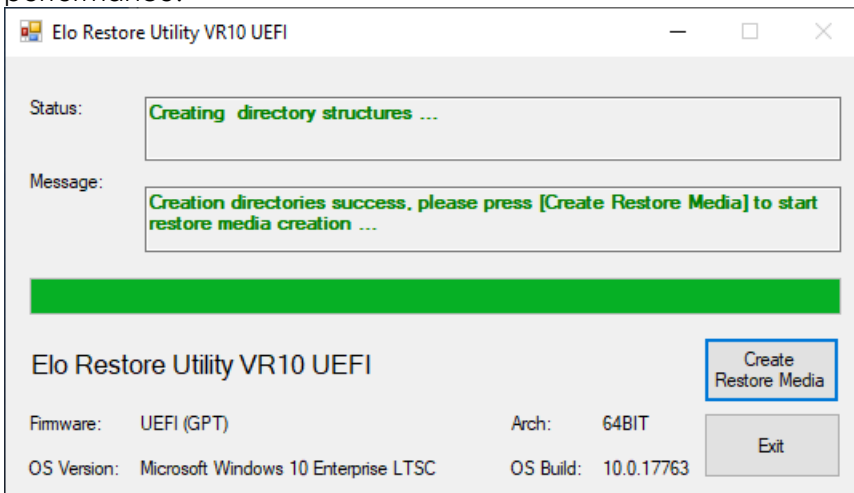 Elo Restore Utility VR10 UEFI
Status:
Creating directory structures ...
Message:
Creation directories success, please press [Create Restore Media] to start
restore media creation ...
Elo Restore Utility VR10 UEFI
Create
Restore Media
Firmware: UEFI (GPT) Arch: 64BIT
Exit
OS Version: Microsoft Windows 10 Enterprise LTSC OS Build: 10.0.17763